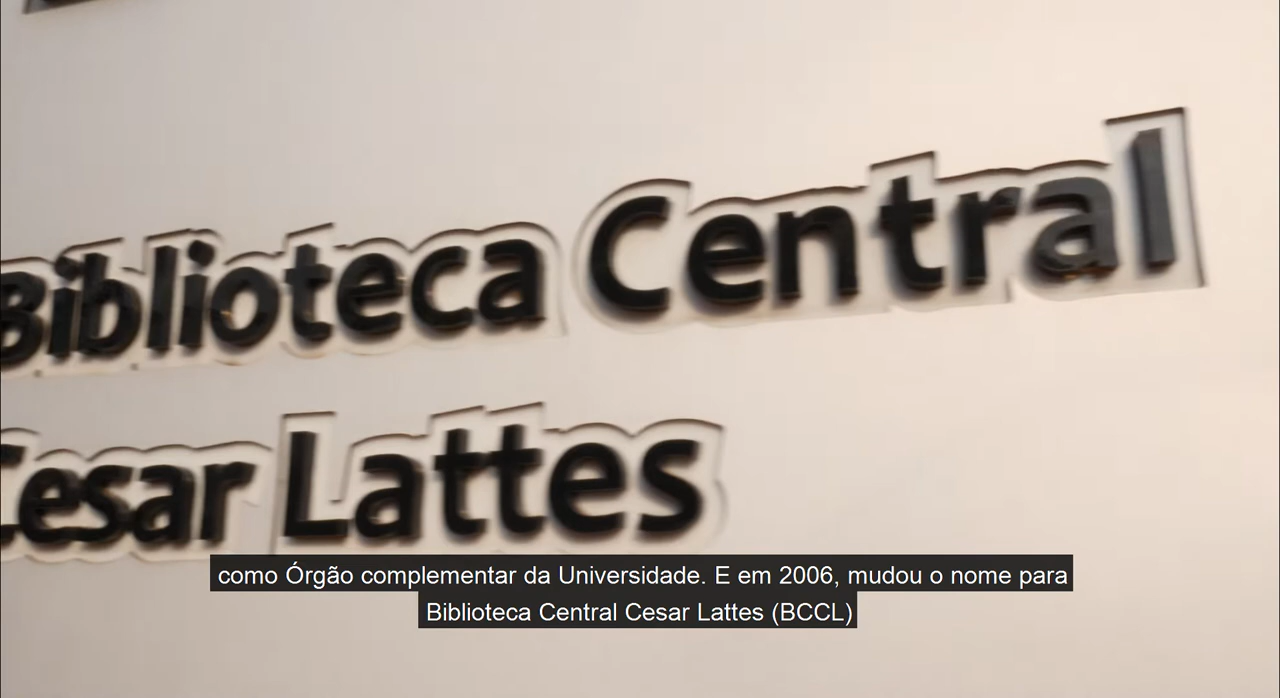 Biblioteca Central
Cesar Lattes
como Órgão complementar da Universidade. E em 2006, mudou o nome para
Biblioteca Central Cesar Lattes (BCCL)